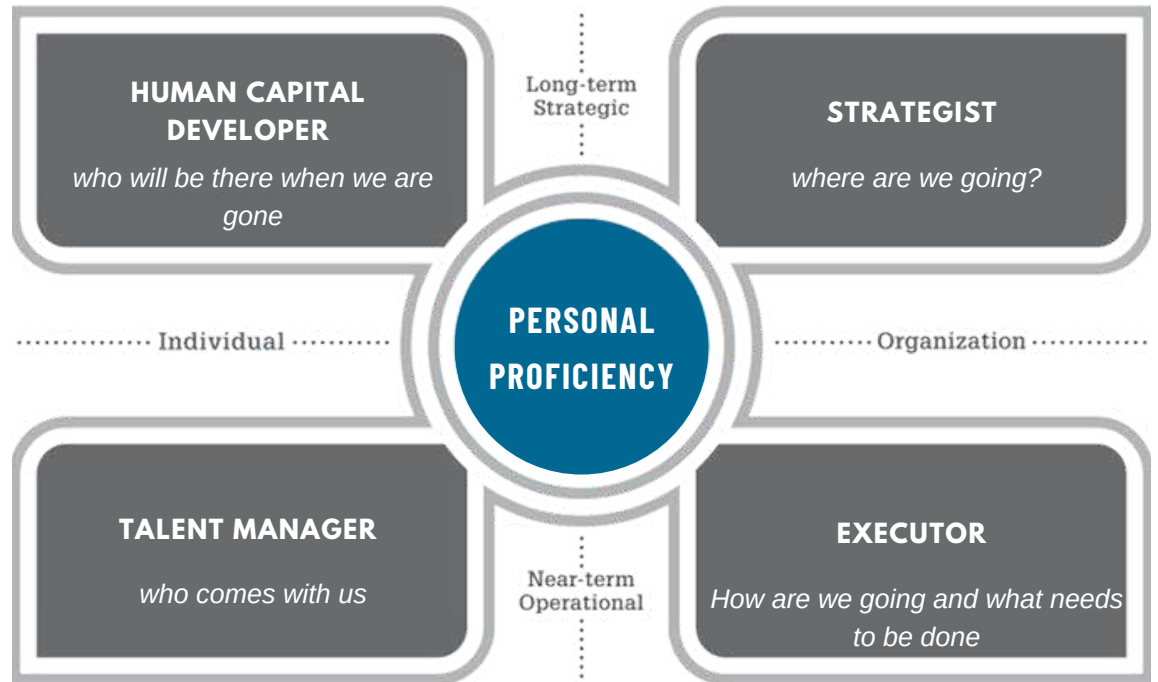 HUMAN CAPITAL
DEVELOPER
who will be there when we are
gone
Long-term
Strategic
STRATEGIST
where are we going?
Individual
PERSONAL
PROFICIENCY
Organization
TALENT MANAGER
who comes with us
Near-term
Operational
EXECUTOR
How are we going and what needs
to be done